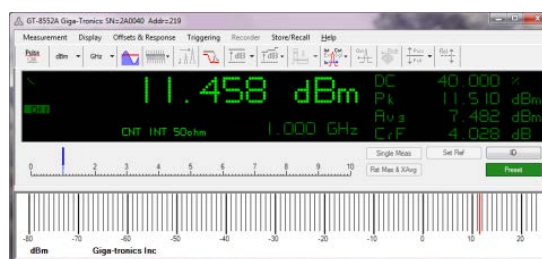 GT-8552A Giga-Tronics SN=2A0040 Addr=219
Measurement Display Offsets & Response Triggering Recorder Store/Recall Help
Pulse dBm GHz
11.458 dBm
CNT INT 50ohm 1.000 GHz
DC 40.000 %
Pk 11.510 dBm
Avg 7.482 dBm
CrF 4.028 dB
Single Meas Set Ref ID
Preset
0 1 2 3 4 5 6 7 8 9 10
-80 -70 -60 -50 -40 -30 -20 -10 0 10 20
dBm Giga-tronics Inc